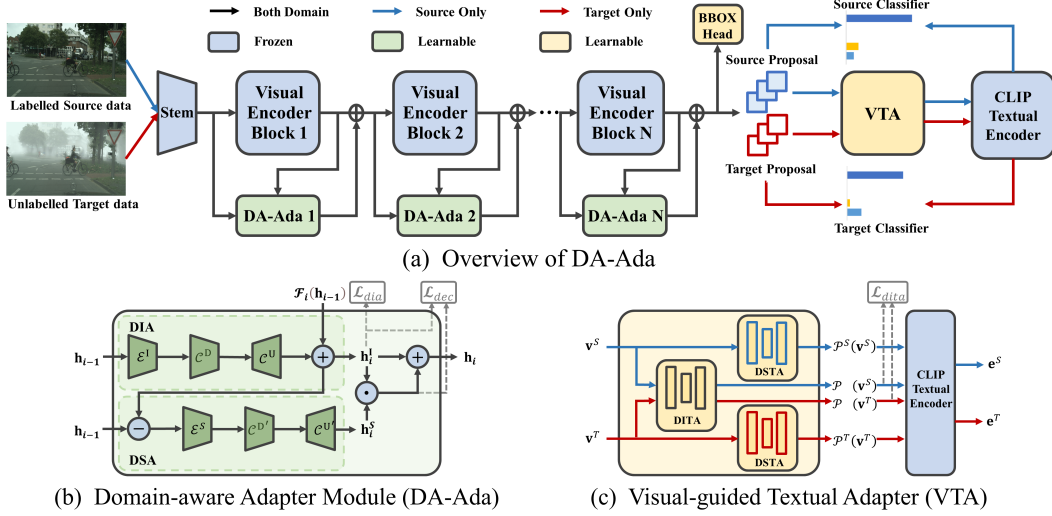 Both Domain
Source Only
Target Only
Frozen
Learnable
Learnable
BBOX
Head
Source Classifier
Labelled Source data
Unlabelled Target data
Stem
Visual
Encoder
Block 1
Visual
Encoder
Block 2
Visual
Encoder
Block N
DA-Ada 1
DA-Ada 2
DA-Ada N
Source Proposal
Target Proposal
VTA
CLIP
Textual
Encoder
Target Classifier
(a) Overview of DA-Ada
𝓕ᵢ(hᵢ₋₁)
ℒ_dia
ℒ_dec
DIA
hᵢ₋₁
ℰᴵ
𝒞ᴰ
𝒞ᵁ
hᵢᴵ
hᵢ
hᵢ₋₁
ℰˢ
𝒞ᴰ′
𝒞ᵁ′
hᵢˢ
DSA
(b) Domain-aware Adapter Module (DA-Ada)
ℒ_dita
vˢ
DSTA
𝒫ˢ(vˢ)
DITA
𝒫 (vˢ)
𝒫 (vᵀ)
vᵀ
DSTA
𝒫ᵀ(vᵀ)
CLIP
Textual
Encoder
eˢ
eᵀ
(c) Visual-guided Textual Adapter (VTA)